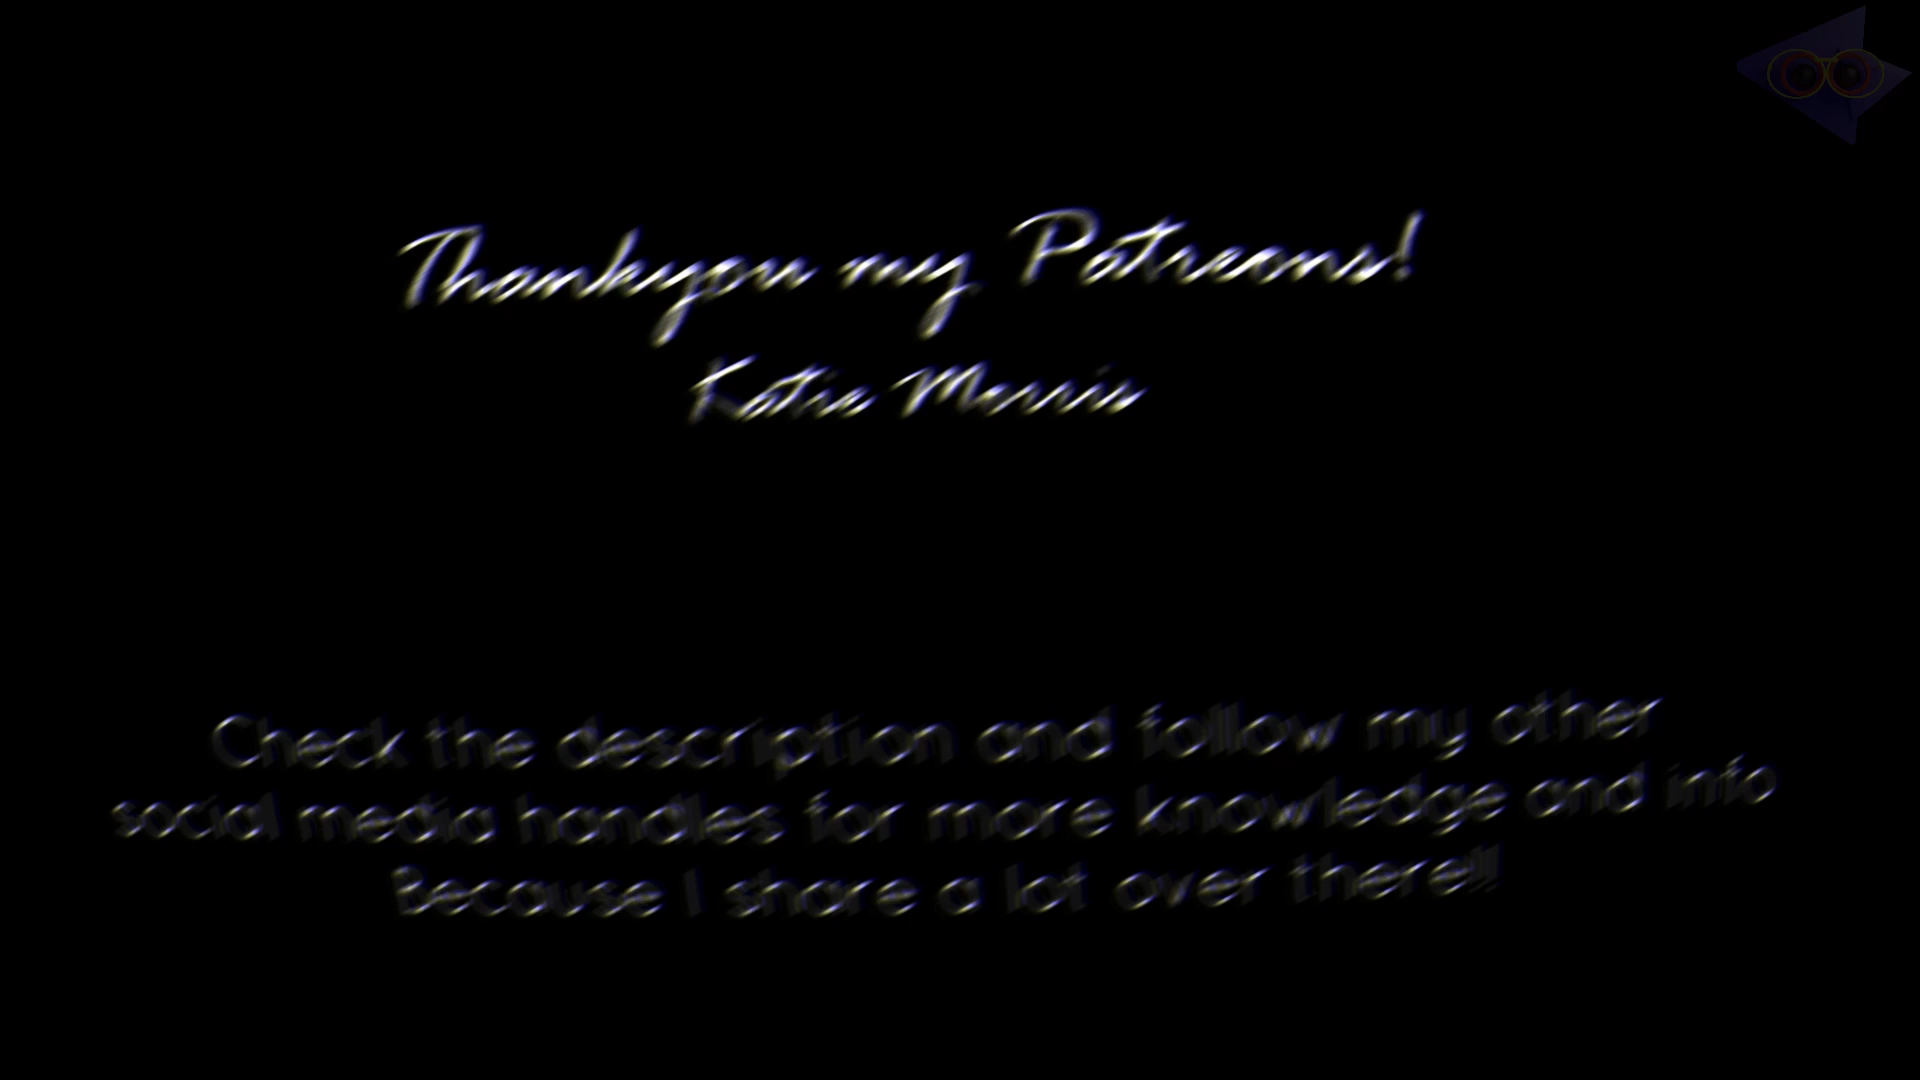 Thankyou my Patreons!
Katie Morris
Check the description and follow my other
social media handles for more knowledge and info
Because I share a lot over there!!!